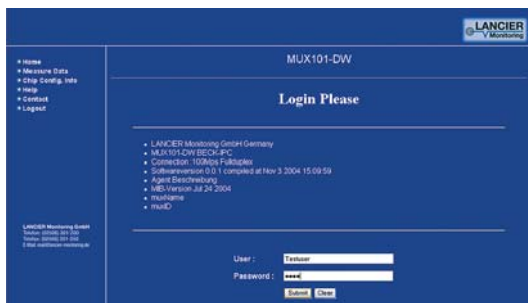 LANCIER
Monitoring
Home
Measure Data
Chip Config. Info
Help
Contact
Logout
MUX101-DW
Login Please
LANCIER Monitoring GmbH Germany
MUX101-DW BECK-IPC
Connection :100Mbps Fullduplex
Softwareversion 0.0.1 compiled at Nov 3 2004 15:09:59
Agent Beschreibung
MIB-Version Jul 24 2004
muxName
muxID
LANCIER Monitoring GmbH
User :
Testuser
Password :
Submit
Clear